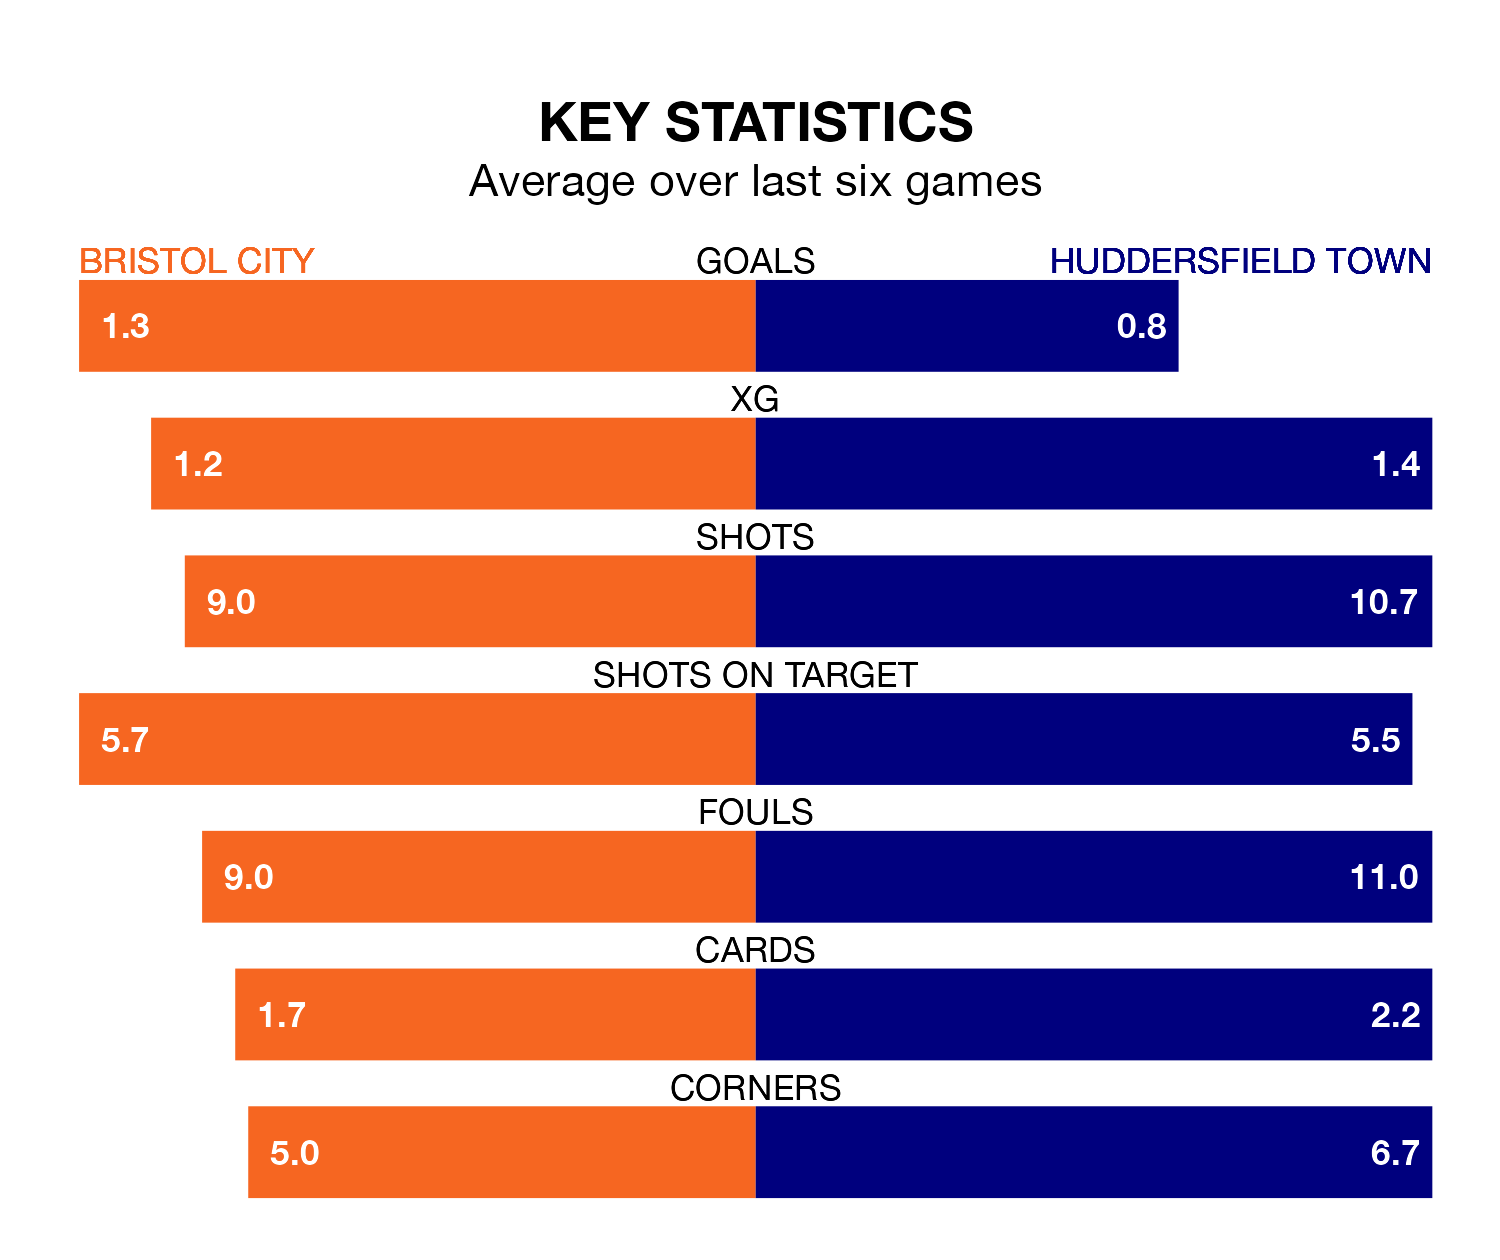 KEY STATISTICS
Average over last six games
BRISTOL CITY GOALS HUDDERSFIELD TOWN
1.3 0.8
XG
1.2 1.4
SHOTS
9.0 10.7
SHOTS ON TARGET
5.7 5.5
FOULS
9.0 11.0
CARDS
1.7 2.2
CORNERS
5.0 6.7